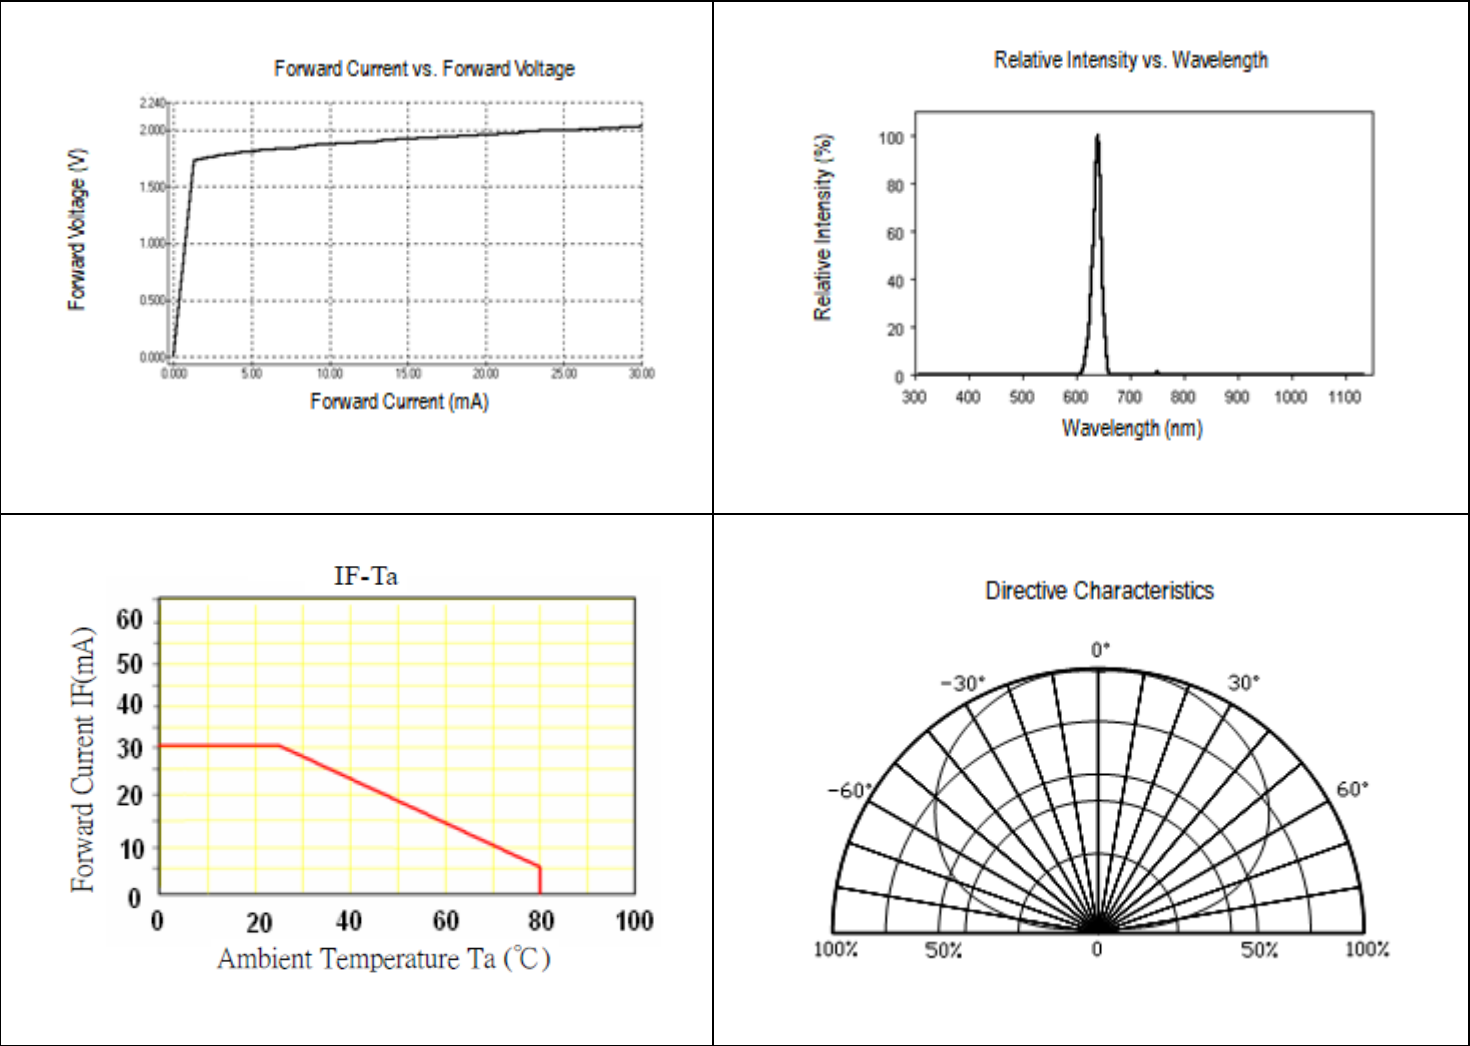 Forward Current vs. Forward Voltage
2.240
2.000
1.500
1.000
0.500
0.000
Forward Voltage (V)
0.000 5.00 10.00 15.00 20.00 25.00 30.00
Forward Current (mA)
Relative Intensity vs. Wavelength
100
80
60
40
20
0
Relative Intensity (%)
300 400 500 600 700 800 900 1000 1100
Wavelength (nm)
IF-Ta
60
50
40
30
20
10
0
Forward Current IF(mA)
0 20 40 60 80 100
Ambient Temperature Ta (℃)
Directive Characteristics
0°
-30° 30°
-60° 60°
100% 50% 0 50% 100%